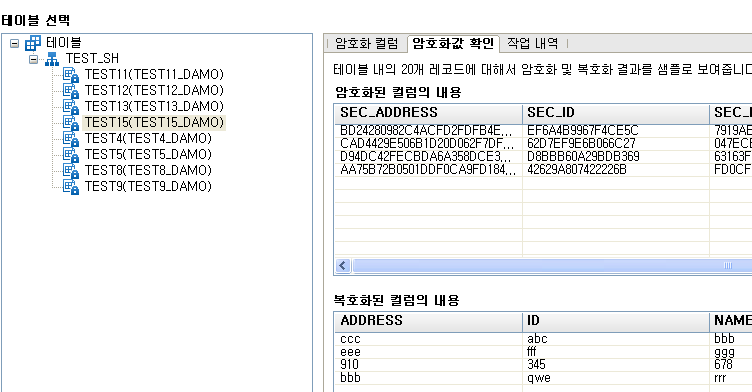 테이블 선택
테이블
TEST_SH
TEST11(TEST11_DAMO)
TEST12(TEST12_DAMO)
TEST13(TEST13_DAMO)
TEST15(TEST15_DAMO)
TEST4(TEST4_DAMO)
TEST5(TEST5_DAMO)
TEST8(TEST8_DAMO)
TEST9(TEST9_DAMO)
암호화 컬럼 암호화값 확인 작업 내역
테이블 내의 20개 레코드에 대해서 암호화 및 복호화 결과를 샘플로 보여줍니다
암호화된 컬럼의 내용
SEC_ADDRESS SEC_ID SEC_
BD24280982C4ACFD2FDFB4E... EF6A4B9967F4CE5C 7919AE
CAD4429E506B1D20D062F7DF... 62D7EF9E6B066C27 047ECE
D94DC42FECBDA6A358DCE3... D8BBB60A29BDB369 63163F
AA75B72B0501DDF0CA9FD184... 42629A807422226B FD0CF
복호화된 컬럼의 내용
ADDRESS ID NAME
ccc abc bbb
eee fff ggg
910 345 678
bbb qwe rrr